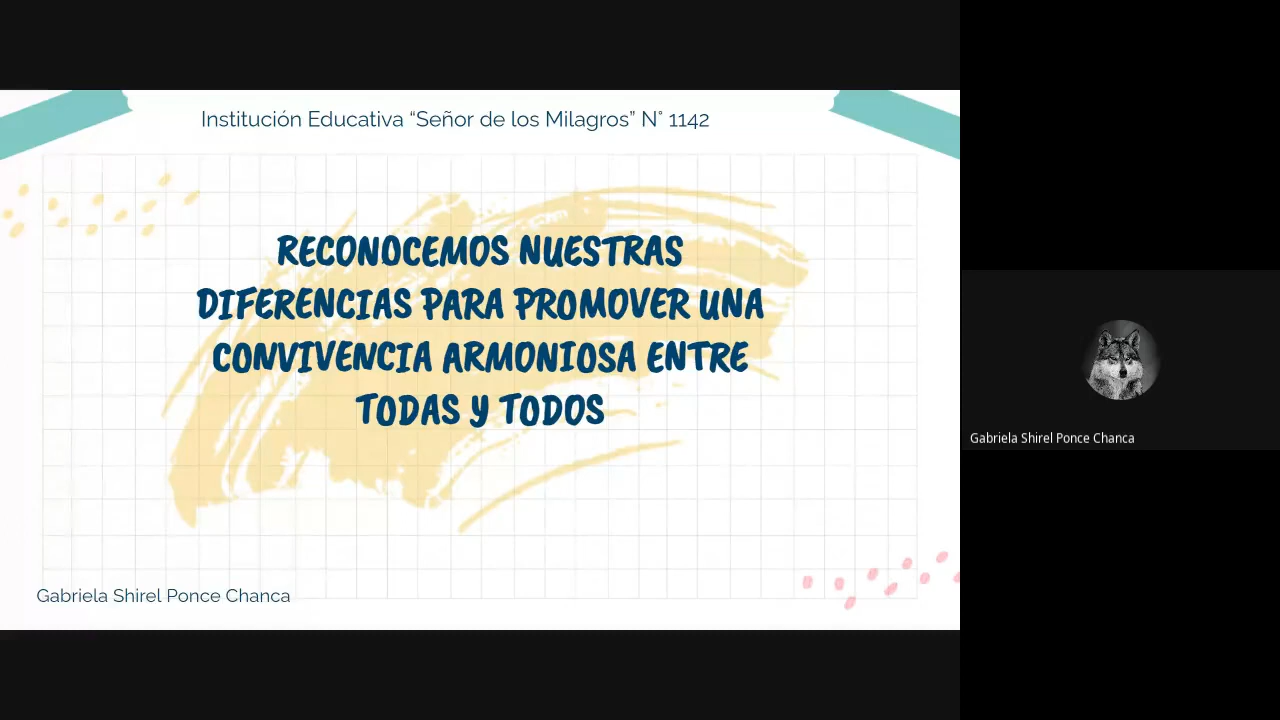 Institución Educativa “Señor de los Milagros” N° 1142
RECONOCEMOS NUESTRAS
DIFERENCIAS PARA PROMOVER UNA
CONVIVENCIA ARMONIOSA ENTRE
TODAS Y TODOS
Gabriela Shirel Ponce Chanca
Gabriela Shirel Ponce Chanca